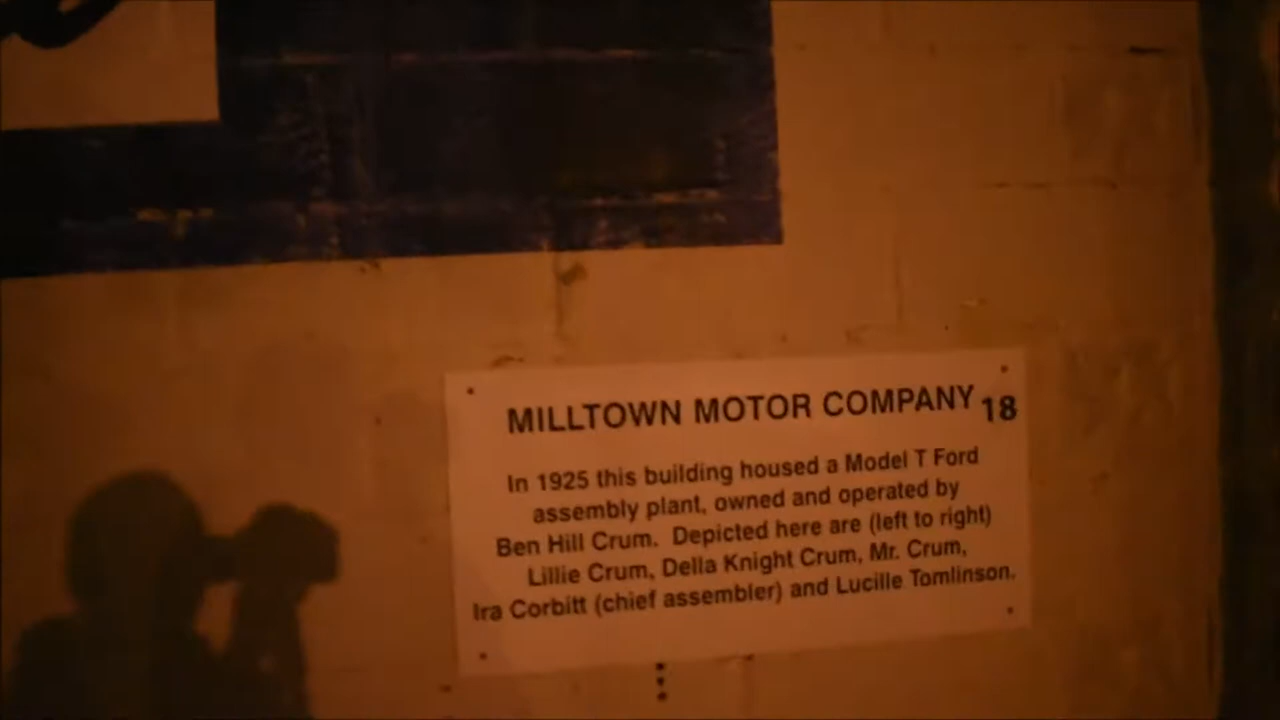 MILLTOWN MOTOR COMPANY 18
In 1925 this building housed a Model T Ford
assembly plant, owned and operated by
Ben Hill Crum. Depicted here are (left to right)
Lillie Crum, Della Knight Crum, Mr. Crum,
Ira Corbitt (chief assembler) and Lucille Tomlinson.